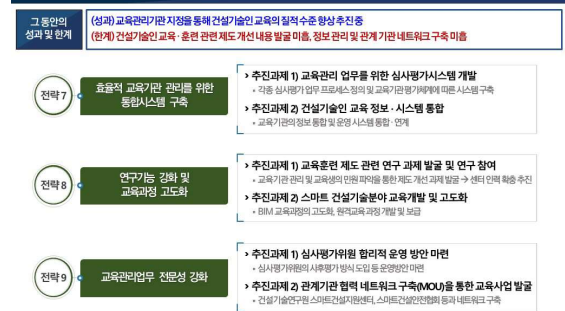 그 동안의
성과 및 한계
(성과) 교육관리기관 지정을 통해 건설기술인 교육의 질적 수준 향상 추진 중
(한계) 건설기술인 교육·훈련 관련 제도 개선 내용 발굴 미흡, 정보 관리 및 관계 기관 네트워크 구축 미흡
전략 7
효율적 교육기관 관리를 위한
통합시스템 구축
› 추진과제 1) 교육관리 업무를 위한 심사평가시스템 개발
• 각종 심사평가 업무 프로세스 정의 및 교육기관 평가체계에 따른 시스템 구축
› 추진과제 2) 건설기술인 교육 정보·시스템 통합
• 교육기관의 정보 통합 및 운영 시스템 통합·연계
전략 8
연구기능 강화 및
교육과정 고도화
› 추진과제 1) 교육훈련 제도 관련 연구 과제 발굴 및 연구 참여
• 교육기관 관리 및 교육생의 민원 파악을 통한 제도 개선 과제 발굴 → 센터 인력 확충 추진
› 추진과제 2) 스마트 건설기술분야 교육개발 및 고도화
• BIM 교육과정의 고도화, 원격교육 과정 개발 및 보급
전략 9
교육관리업무 전문성 강화
› 추진과제 1) 심사평가위원 합리적 운영 방안 마련
• 심사평가위원의 사후평가 방식 도입 등 운영방안 마련
› 추진과제 2) 관계기관 협력 네트워크 구축(MOU)을 통한 교육사업 발굴
• 건설기술연구원 스마트건설지원센터, 스마트건설안전협회 등과 네트워크 구축